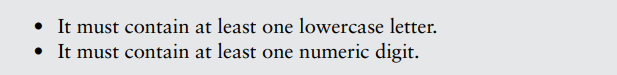 • It must contain at least one lowercase letter.
• It must contain at least one numeric digit.